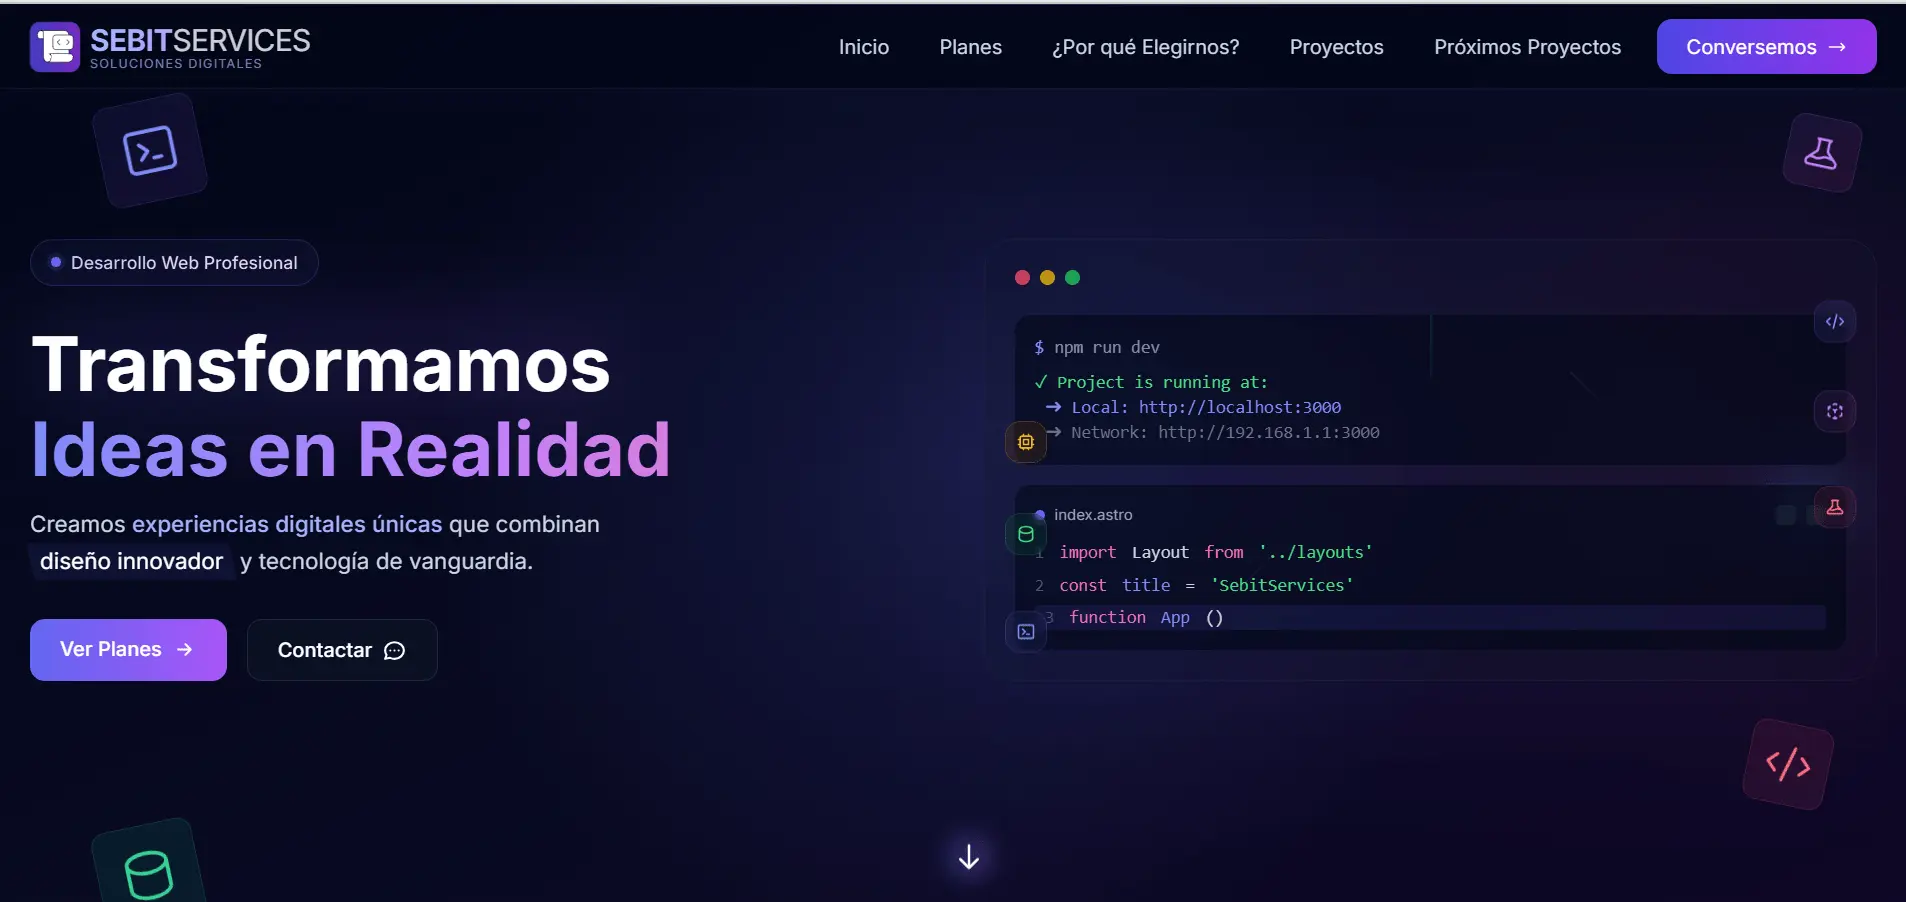 SEBITSERVICES
SOLUCIONES DIGITALES
Inicio
Planes
¿Por qué Elegirnos?
Proyectos
Próximos Proyectos
Conversemos →
Desarrollo Web Profesional
Transformamos
Ideas en Realidad
Creamos experiencias digitales únicas que combinan
diseño innovador y tecnología de vanguardia.
Ver Planes →
Contactar
$ npm run dev
✓ Project is running at:
→ Local: http://localhost:3000
→ Network: http://192.168.1.1:3000
index.astro
1 import Layout from '../layouts'
2 const title = 'SebitServices'
3 function App ()